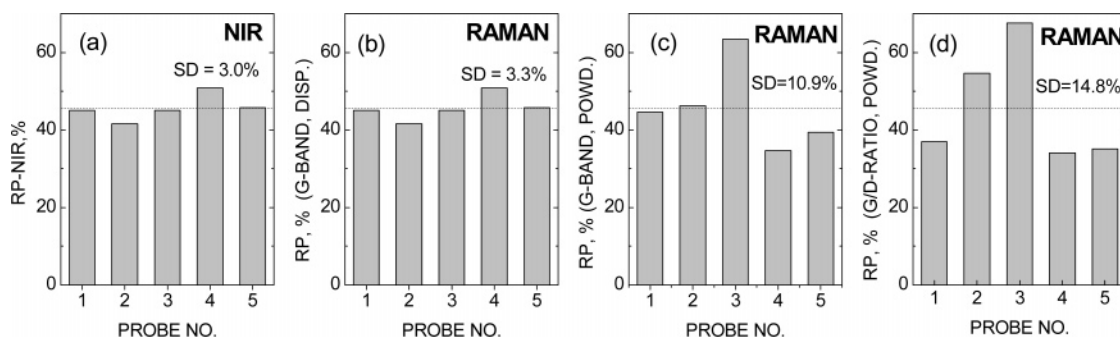 (a)
NIR
SD = 3.0%
RP-NIR,%
60
40
20
0
1 2 3 4 5
PROBE NO.
(b)
RAMAN
SD = 3.3%
RP, % (G-BAND, DISP.)
60
40
20
0
1 2 3 4 5
PROBE NO.
(c)
RAMAN
SD=10.9%
RP, % (G-BAND, POWD.)
60
40
20
0
1 2 3 4 5
PROBE NO.
(d)
RAMAN
SD=14.8%
RP, % (G/D-RATIO, POWD.)
60
40
20
0
1 2 3 4 5
PROBE NO.